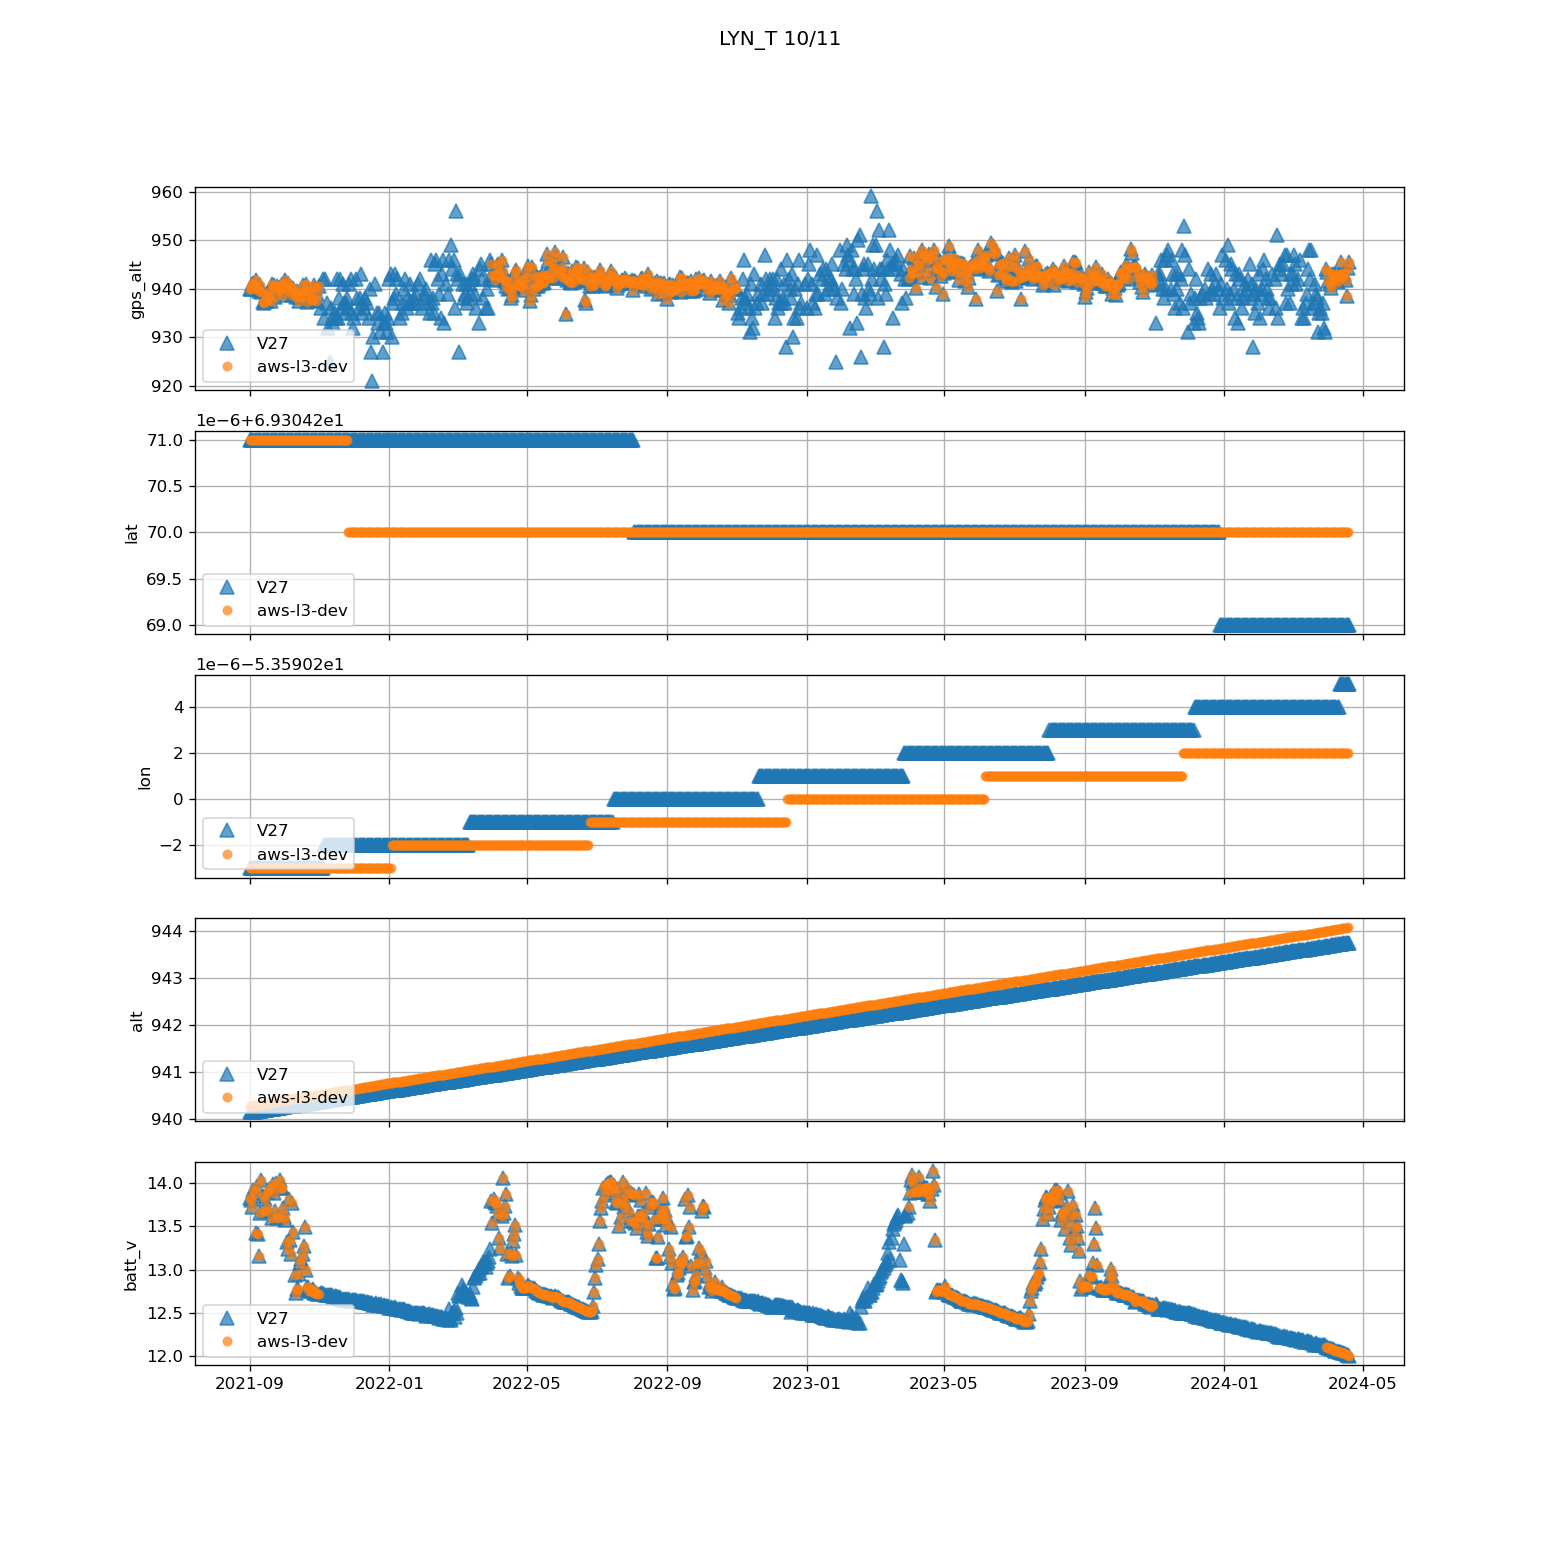 LYN_T 10/11
960
950
940
930
920
gps_alt
V27
aws-l3-dev
1e−6+6.93042e1
71.0
70.5
70.0
69.5
69.0
lat
V27
aws-l3-dev
1e−6−5.35902e1
4
2
0
−2
lon
V27
aws-l3-dev
944
943
942
941
940
alt
V27
aws-l3-dev
14.0
13.5
13.0
12.5
12.0
batt_v
V27
aws-l3-dev
2021-09 2022-01 2022-05 2022-09 2023-01 2023-05 2023-09 2024-01 2024-05